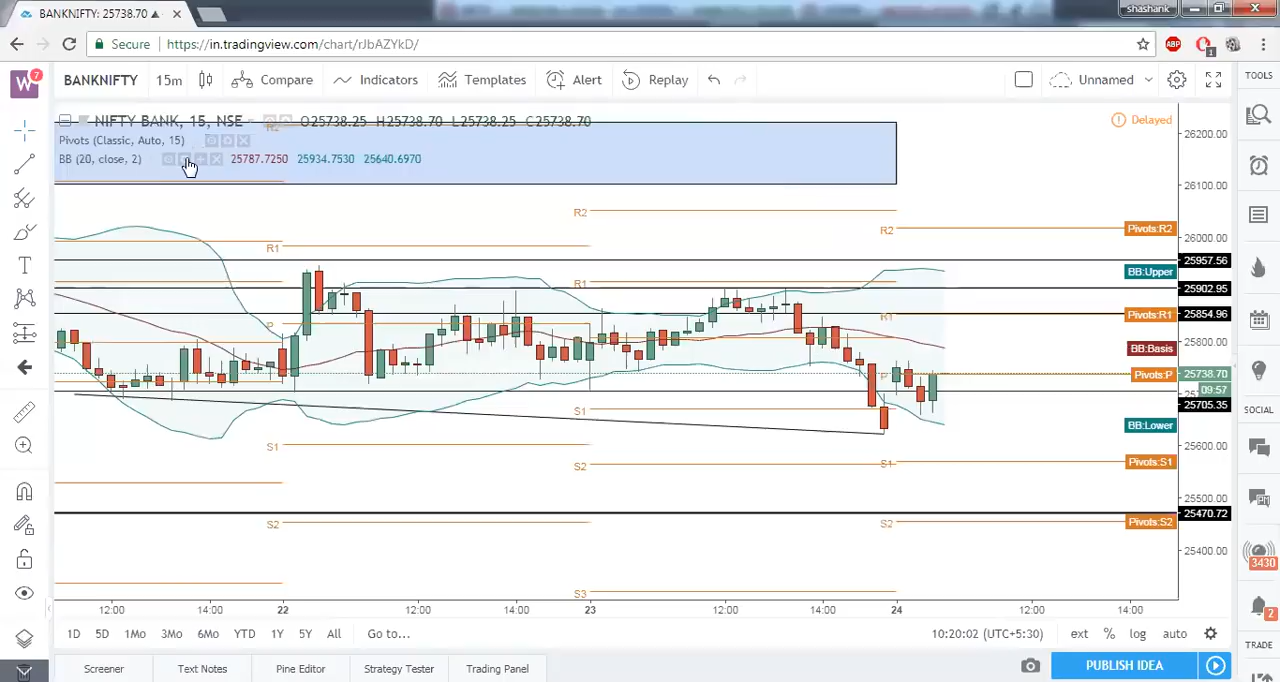 BANKNIFTY: 25738.70 ▲
shashank
Secure
https://in.tradingview.com/chart/rJbAZYkD/
ABP
1
W
7
BANKNIFTY
15m
Compare
Indicators
Templates
Alert
Replay
Unnamed
TOOLS
NIFTY BANK, 15, NSE
O25738.25 H25738.70 L25738.25 C25738.70
Delayed
Pivots (Classic, Auto, 15)
BB (20, close, 2)
25787.7250 25934.7530 25640.6970
R2
R2
R2
R1
R1
R1
P
P
S1
S1
S1
S2
S2
S2
S3
Pivots:R2
BB:Upper
Pivots:R1
BB:Basis
Pivots:P
BB:Lower
Pivots:S1
Pivots:S2
26200.00
26100.00
26000.00
25957.56
25902.95
25854.96
25800.00
25738.70
09:57
25705.35
25600.00
25500.00
25470.72
25400.00
12:00 14:00 22 12:00 14:00 23 12:00 14:00 24 12:00 14:00
1D 5D 1Mo 3Mo 6Mo YTD 1Y 5Y All Go to...
10:20:02 (UTC+5:30)
ext % log auto
Screener
Text Notes
Pine Editor
Strategy Tester
Trading Panel
PUBLISH IDEA
SOCIAL
3430
2
TRADE